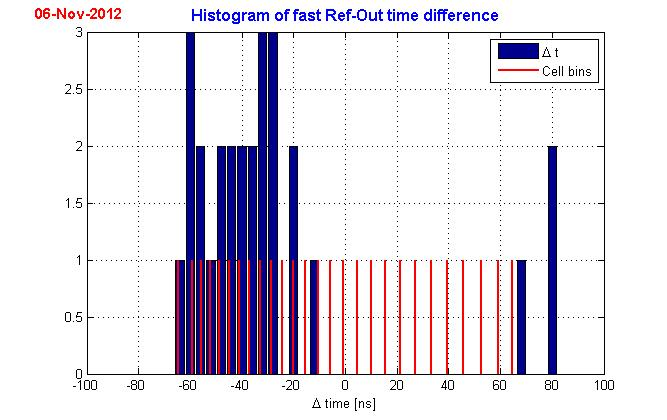 06-Nov-2012
Histogram of fast Ref-Out time difference
Δ t
Cell bins
3
2.5
2
1.5
1
0.5
0
-100 -80 -60 -40 -20 0 20 40 60 80 100
Δ time [ns]